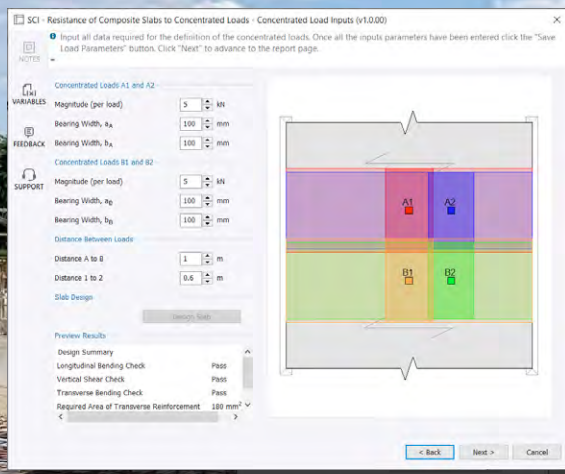 SCI - Resistance of Composite Slabs to Concentrated Loads - Concentrated Load Inputs (v1.0.00)
Input all data required for the definition of the concentrated loads. Once all the inputs parameters have been entered click the "Save
Load Parameters" button. Click "Next" to advance to the report page.
NOTES
VARIABLES
FEEDBACK
SUPPORT
Concentrated Loads A1 and A2
Magnitude (per load) 5 kN
Bearing Width, aA 100 mm
Bearing Width, bA 100 mm
Concentrated Loads B1 and B2
Magnitude (per load) 5 kN
Bearing Width, aB 100 mm
Bearing Width, bB 100 mm
Distance Between Loads
Distance A to B 1 m
Distance 1 to 2 0.6 m
Slab Design
Design Slab
Preview Results
Design Summary
Longitudinal Bending Check Pass
Vertical Shear Check Pass
Transverse Bending Check Pass
Required Area of Transverse Reinforcement 180 mm²
A1 A2
B1 B2
< Back Next > Cancel